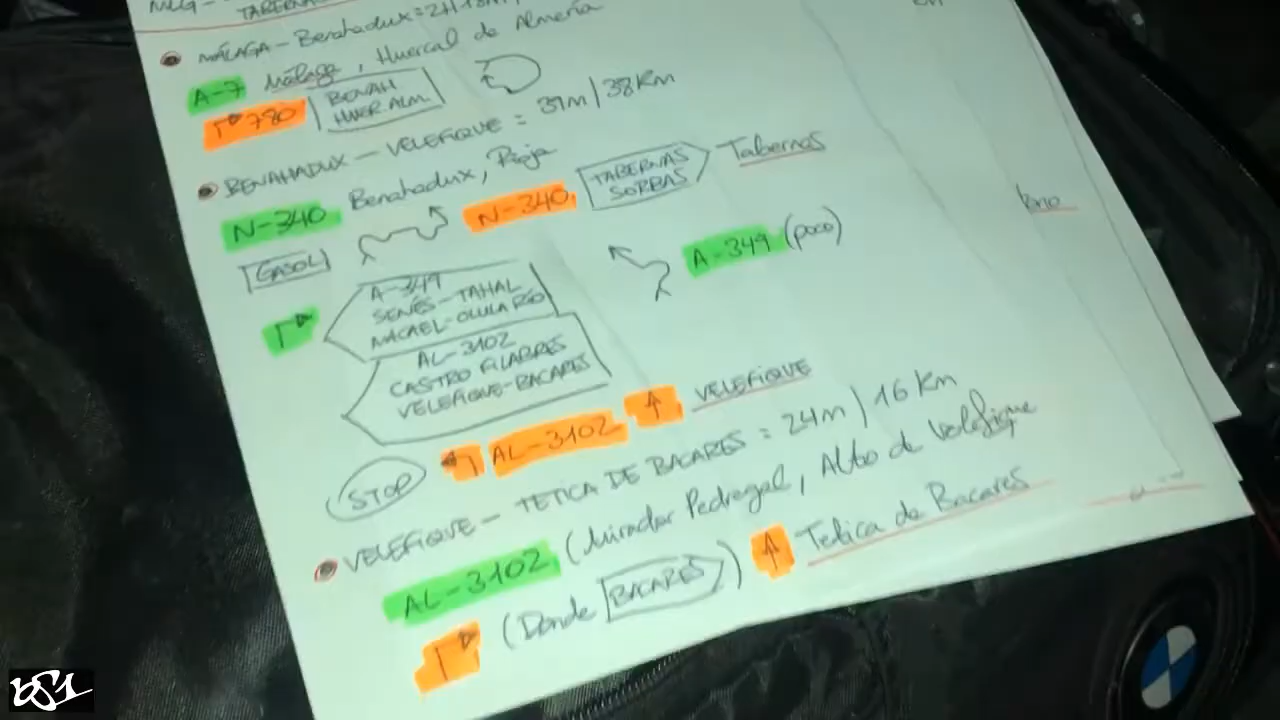 TABERNA
MÁLAGA - Benahadux = 2H 18m
A-7 Málaga, Huercal de Almería
780 BENAH
HUER.ALM
BENAHADUX - VELEFIQUE = 37m | 38Km
N-340 Benahadux, Rioja
N-340 TABERNAS
SORBAS
Tabernas
GASOL
A-349 (poco)
A-349
SENÉS-TAHAL
MACAEL-OLULA RÍO
AL-3102
CASTRO FILABRES
VELEFIQUE-BACARES
STOP AL-3102 VELEFIQUE
VELEFIQUE - TETICA DE BACARES = 24m | 16 Km
AL-3102 (Mirador Pedregal, Alto de Velefique
(Donde BACARES) Tetica de Bacares
bS1